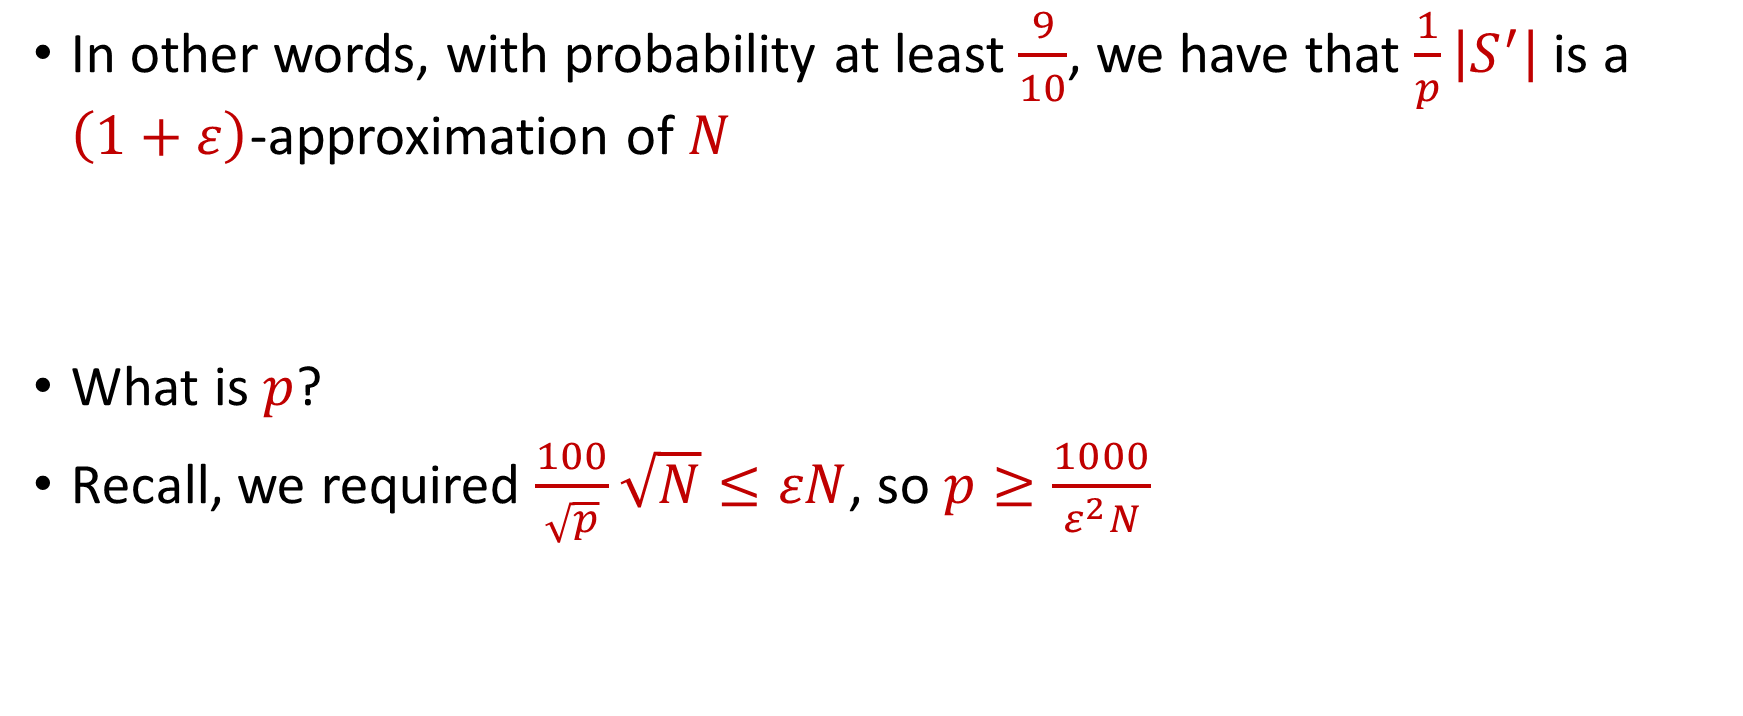 • In other words, with probability at least 9/10, we have that 1/p |S′| is a
(1 + ε)-approximation of N
• What is p?
• Recall, we required 100/√p √N ≤ εN, so p ≥ 1000/ε²N